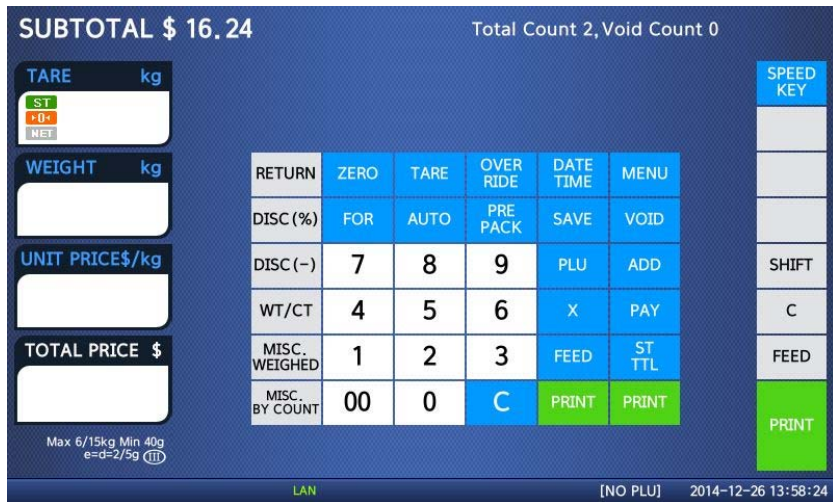 SUBTOTAL $ 16.24
Total Count 2, Void Count 0
TARE kg
ST
▸0◂
NET
WEIGHT kg
UNIT PRICE$/kg
TOTAL PRICE $
Max 6/15kg Min 40g
e=d=2/5g III
RETURN ZERO TARE OVER RIDE DATE TIME MENU
DISC(%) FOR AUTO PRE PACK SAVE VOID
DISC(-) 7 8 9 PLU ADD
WT/CT 4 5 6 X PAY
MISC. WEIGHED 1 2 3 FEED ST TTL
MISC. BY COUNT 00 0 C PRINT PRINT
SPEED
KEY
SHIFT
C
FEED
PRINT
LAN
[NO PLU] 2014-12-26 13:58:24